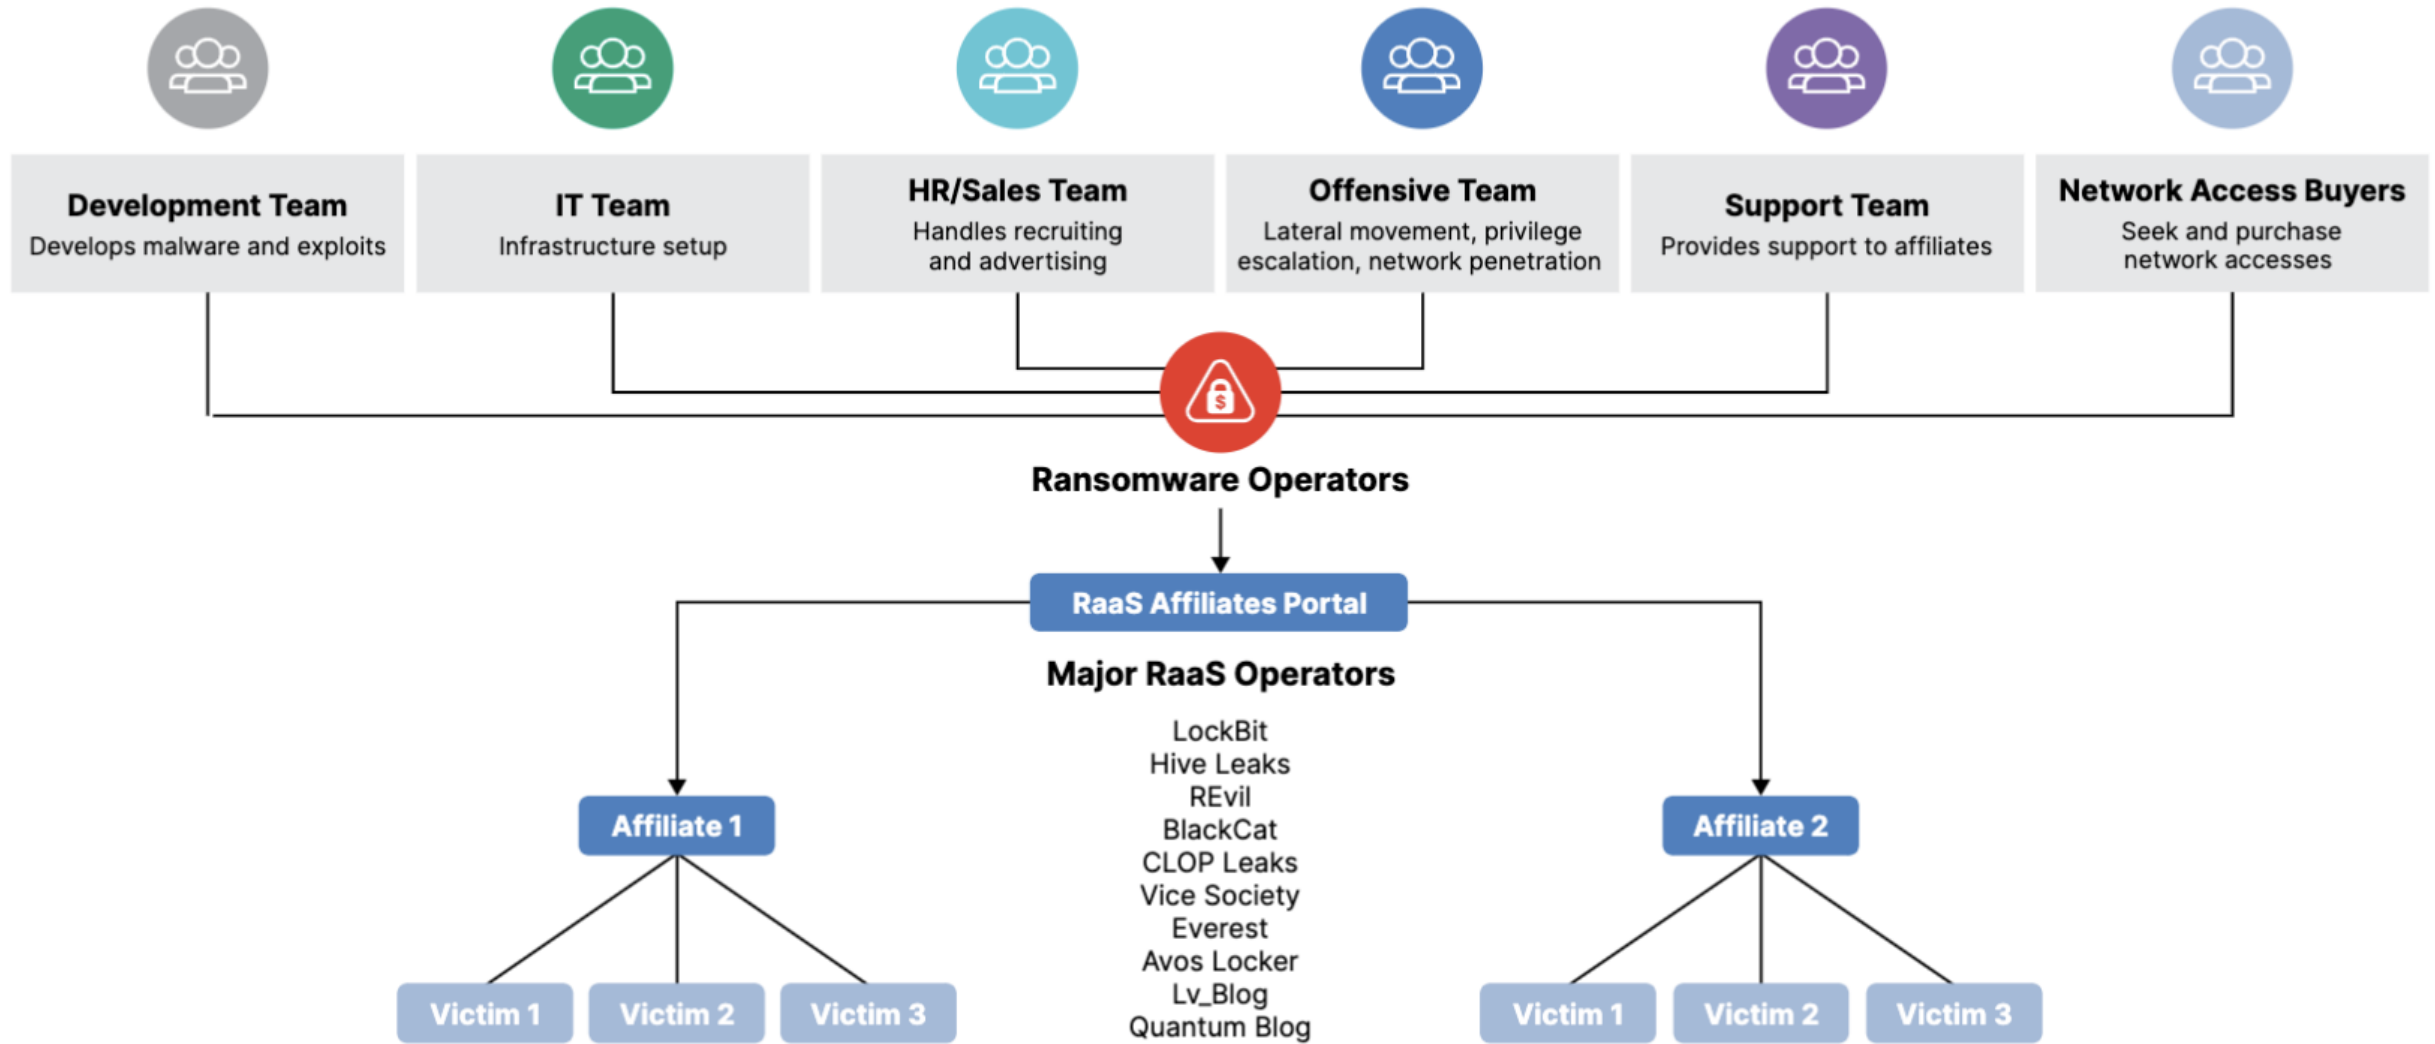 Development Team
Develops malware and exploits
IT Team
Infrastructure setup
HR/Sales Team
Handles recruiting
and advertising
Offensive Team
Lateral movement, privilege
escalation, network penetration
Support Team
Provides support to affiliates
Network Access Buyers
Seek and purchase
network accesses
$
Ransomware Operators
RaaS Affiliates Portal
Major RaaS Operators
LockBit
Hive Leaks
REvil
BlackCat
CLOP Leaks
Vice Society
Everest
Avos Locker
Lv_Blog
Quantum Blog
Affiliate 1
Victim 1
Victim 2
Victim 3
Affiliate 2
Victim 1
Victim 2
Victim 3